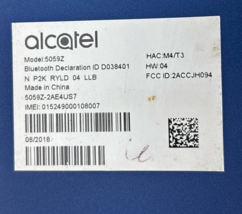 alcatel
Model:5059Z
Bluetooth Declaration ID D038401
N P2K RYLD 04 LLB
Made in China
5059Z-2AE4US7
IMEI: 015249000108007
08/2018
HAC:M4/T3
HW:04
FCC ID:2ACCJH094